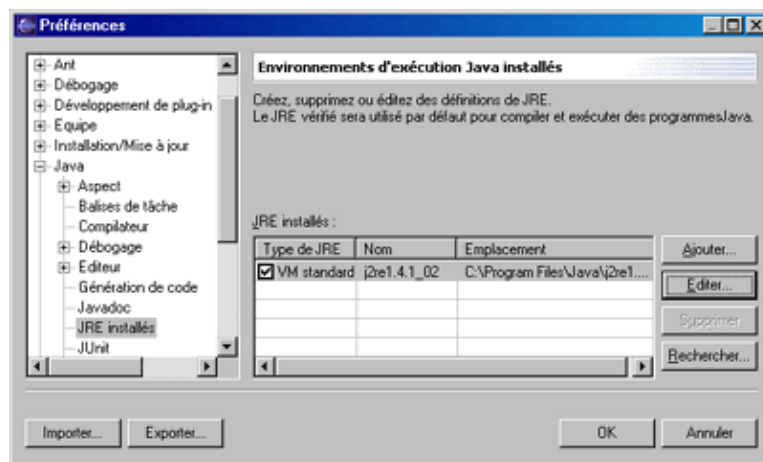 Préférences
Ant
Débogage
Développement de plug-in
Equipe
Installation/Mise à jour
Java
Aspect
Balises de tâche
Compilateur
Débogage
Editeur
Génération de code
Javadoc
JRE installés
JUnit
Environnements d'exécution Java installés
Créez, supprimez ou éditez des définitions de JRE.
Le JRE vérifié sera utilisé par défaut pour compiler et exécuter des programmesJava.
JRE installés :
Type de JRE Nom Emplacement
VM standard j2re1.4.1_02 C:\Program Files\Java\j2re1....
Ajouter...
Editer...
Supprimer
Rechercher...
Importer... Exporter... OK Annuler